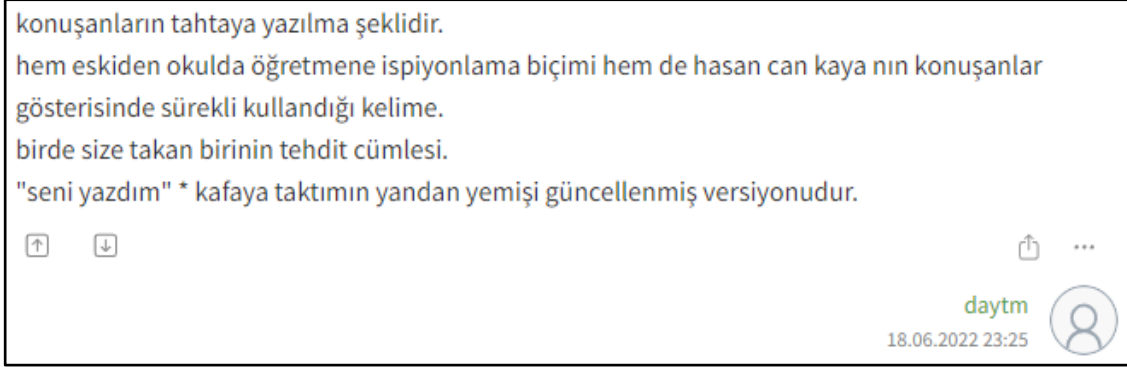 konuşanların tahtaya yazılma şeklidir.
hem eskiden okulda öğretmene ispiyonlama biçimi hem de hasan can kaya nın konuşanlar
gösterisinde sürekli kullandığı kelime.
birde size takan birinin tehdit cümlesi.
"seni yazdım" * kafaya taktımın yandan yemişi güncellenmiş versiyonudur.
daytm
18.06.2022 23:25